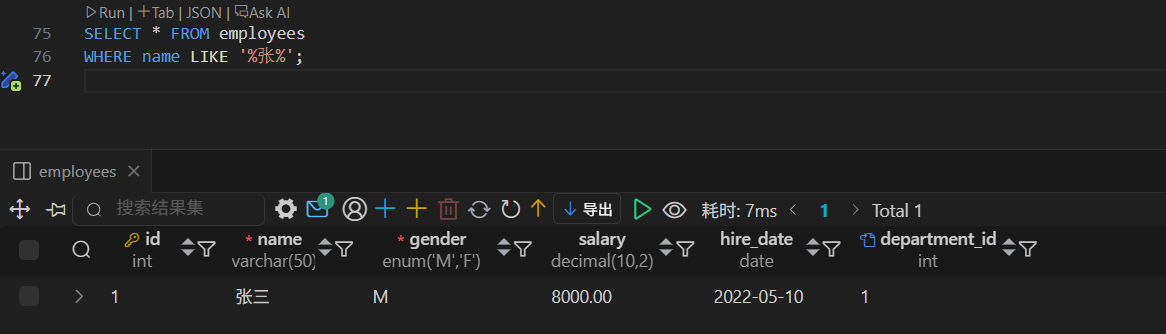 Run | Tab | JSON | Ask AI
75 SELECT * FROM employees
76 WHERE name LIKE '%张%';
77
employees
搜索结果集 1 导出 耗时: 7ms 1 Total 1
id * name * gender salary hire_date department_id
int varchar(50) enum('M','F') decimal(10,2) date int
1 张三 M 8000.00 2022-05-10 1